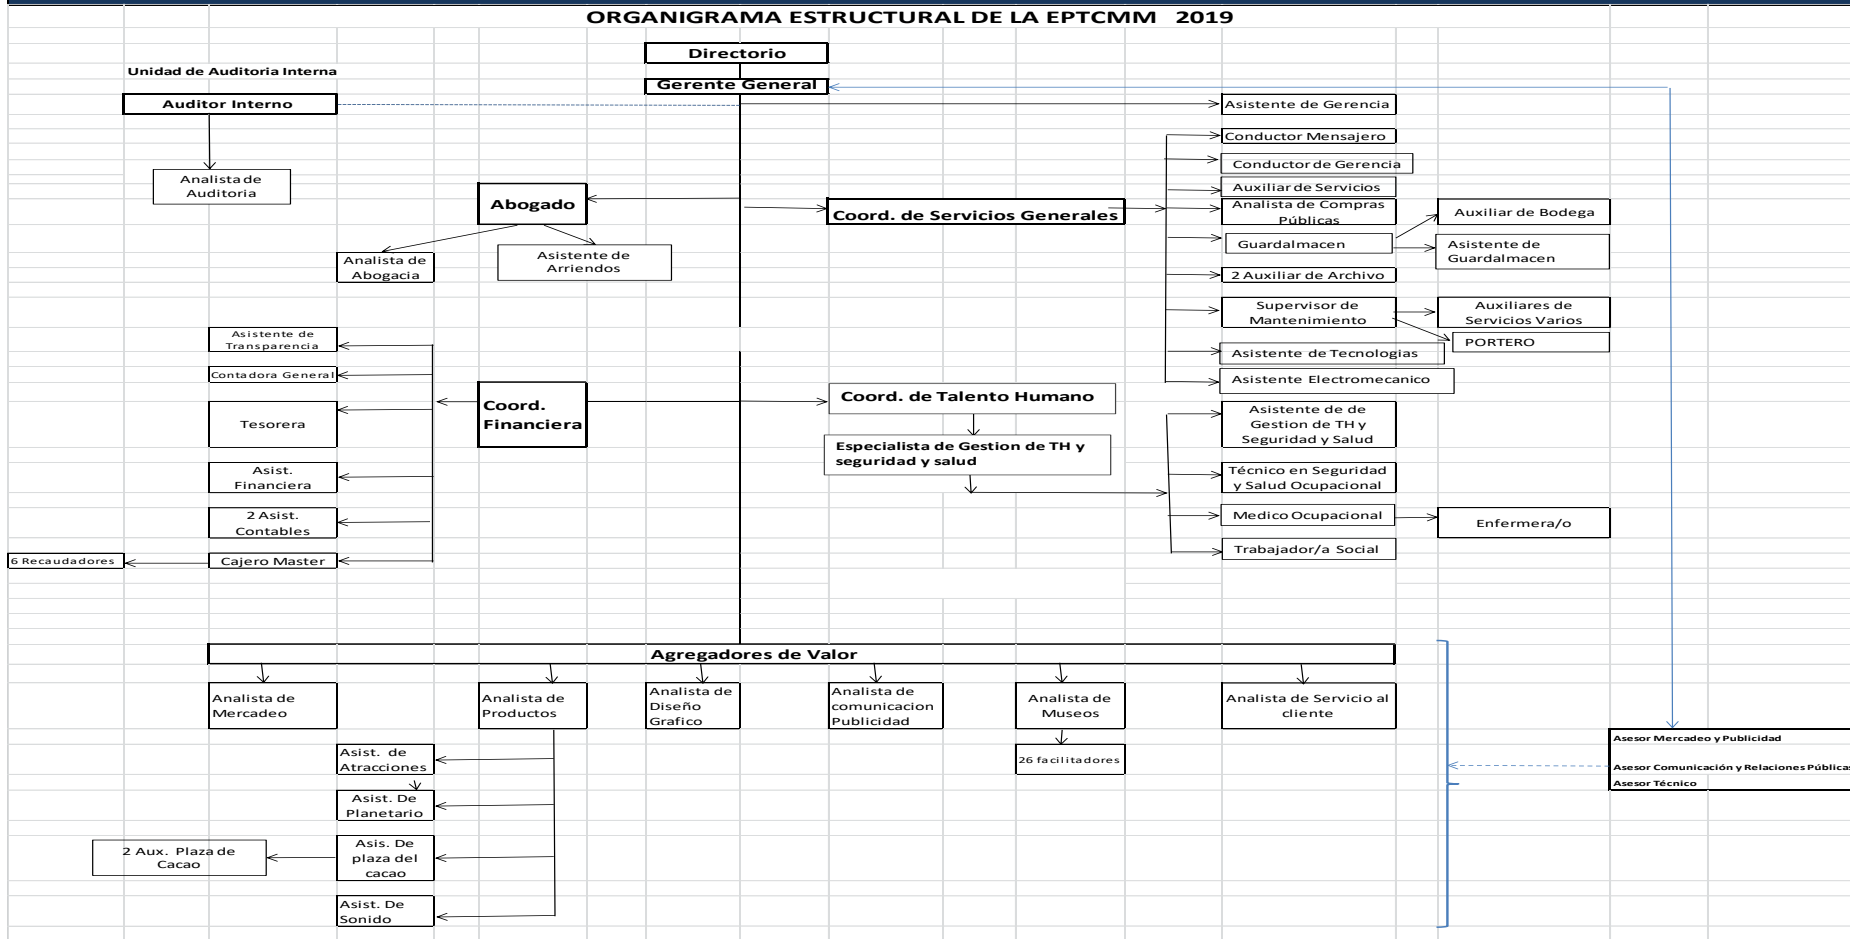 ORGANIGRAMA ESTRUCTURAL DE LA EPTCMM 2019
Directorio
Unidad de Auditoria Interna
Gerente General
Auditor Interno
Asistente de Gerencia
Analista de
Auditoria
Abogado
Analista de
Abogacia
Asistente de
Arriendos
Coord. de Servicios Generales
Conductor Mensajero
Conductor de Gerencia
Auxiliar de Servicios
Analista de Compras
Públicas
Guardalmacen
Auxiliar de Bodega
Asistente de
Guardalmacen
2 Auxiliar de Archivo
Supervisor de
Mantenimiento
Auxiliares de
Servicios Varios
PORTERO
Asistente de Tecnologias
Asistente Electromecanico
Asistente de
Transparencia
Contadora General
Tesorera
Asist.
Financiera
2 Asist.
Contables
Cajero Master
6 Recaudadores
Coord.
Financiera
Coord. de Talento Humano
Especialista de Gestion de TH y
seguridad y salud
Asistente de de
Gestion de TH y
Seguridad y Salud
Técnico en Seguridad
y Salud Ocupacional
Medico Ocupacional
Enfermera/o
Trabajador/a Social
Agregadores de Valor
Analista de
Mercadeo
Analista de
Productos
Analista de
Diseño
Grafico
Analista de
comunicacion
Publicidad
Analista de
Museos
Analista de Servicio al
cliente
26 facilitadores
Asist. de
Atracciones
Asist. De
Planetario
Asis. De
plaza del
cacao
2 Aux. Plaza de
Cacao
Asist. De
Sonido
Asesor Mercadeo y Publicidad
Asesor Comunicación y Relaciones Públicas
Asesor Técnico